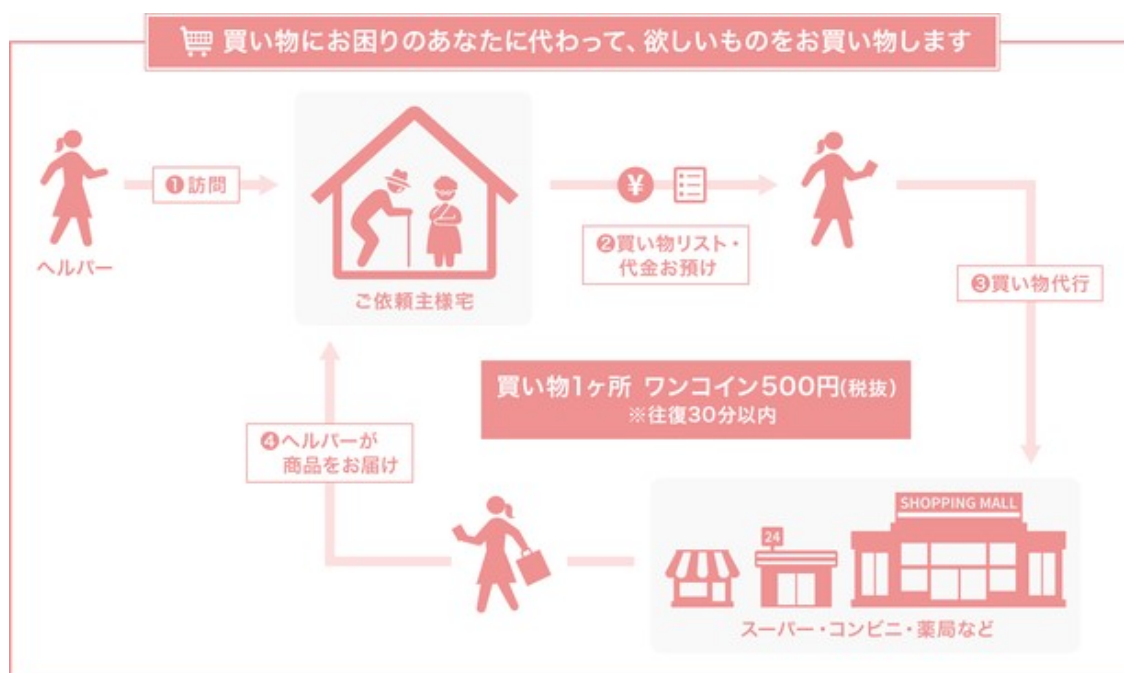 買い物にお困りのあなたに代わって、欲しいものをお買い物します
❶訪問
ヘルパー
ご依頼主様宅
¥
❷買い物リスト・
代金お預け
❸買い物代行
買い物1ヶ所 ワンコイン500円(税抜)
※往復30分以内
❹ヘルパーが
商品をお届け
SHOPPING MALL
24
スーパー・コンビニ・薬局など